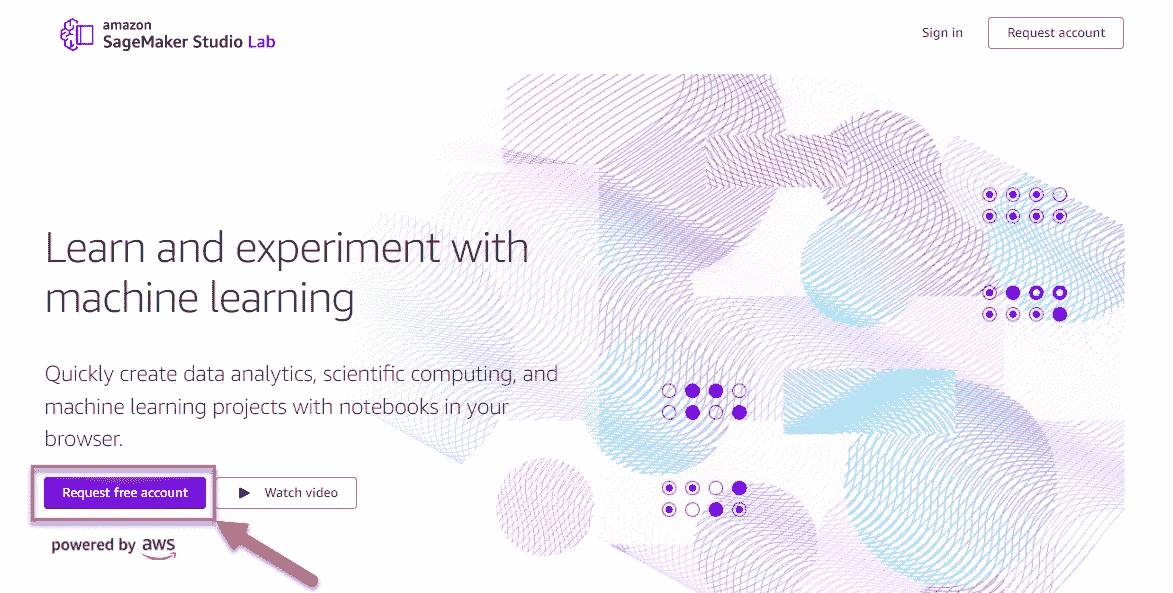 amazon
SageMaker Studio Lab
Sign in
Request account
Learn and experiment with
machine learning
Quickly create data analytics, scientific computing, and
machine learning projects with notebooks in your
browser.
Request free account
Watch video
powered by aws